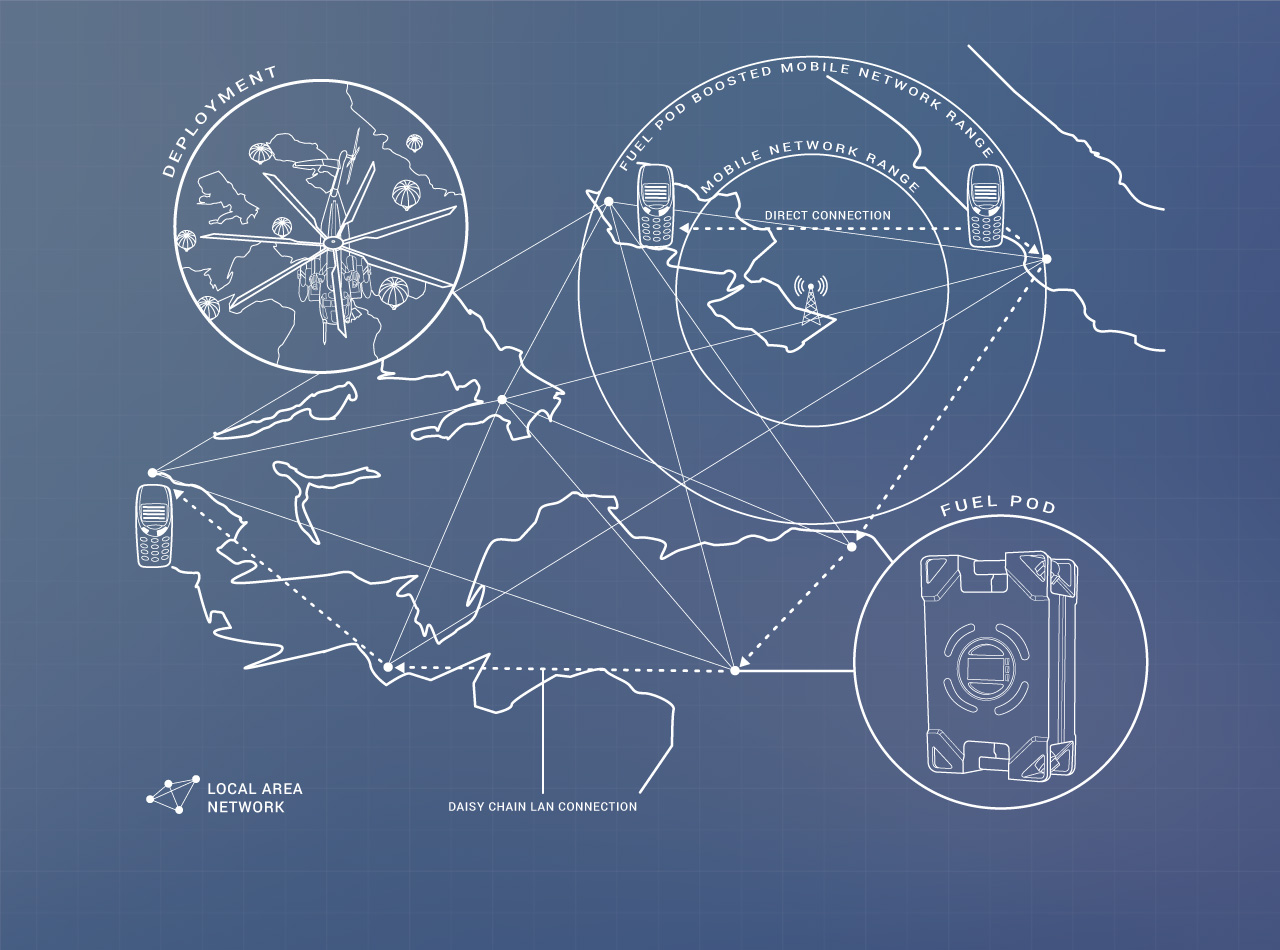 DEPLOYMENT
FUEL POD BOOSTED MOBILE NETWORK RANGE
MOBILE NETWORK RANGE
DIRECT CONNECTION
FUEL POD
LOCAL AREA
NETWORK
DAISY CHAIN LAN CONNECTION